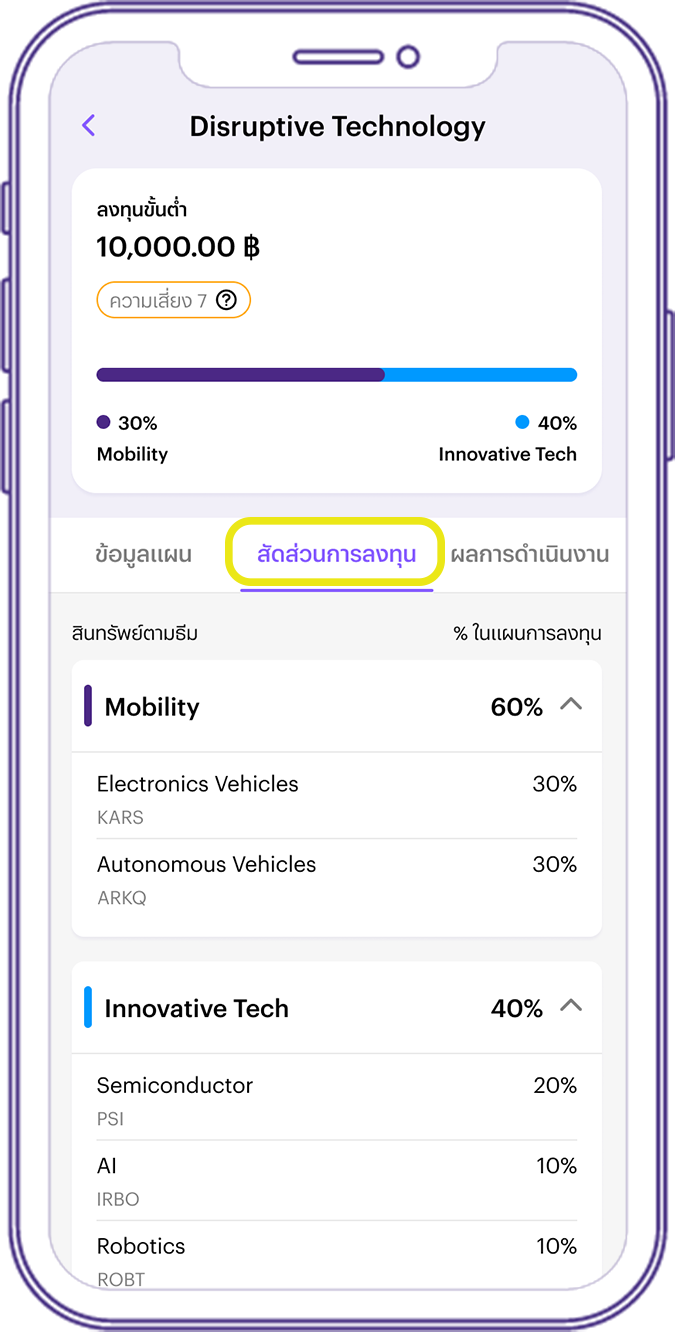 Disruptive Technology
ลงทุนขั้นต่ำ
10,000.00 ฿
ความเสี่ยง 7 ?
30% 40%
Mobility Innovative Tech
ข้อมูลแผน สัดส่วนการลงทุน ผลการดำเนินงาน
สินทรัพย์ตามธีม % ในแผนการลงทุน
Mobility 60%
Electronics Vehicles 30%
KARS
Autonomous Vehicles 30%
ARKQ
Innovative Tech 40%
Semiconductor 20%
PSI
AI 10%
IRBO
Robotics 10%
ROBT